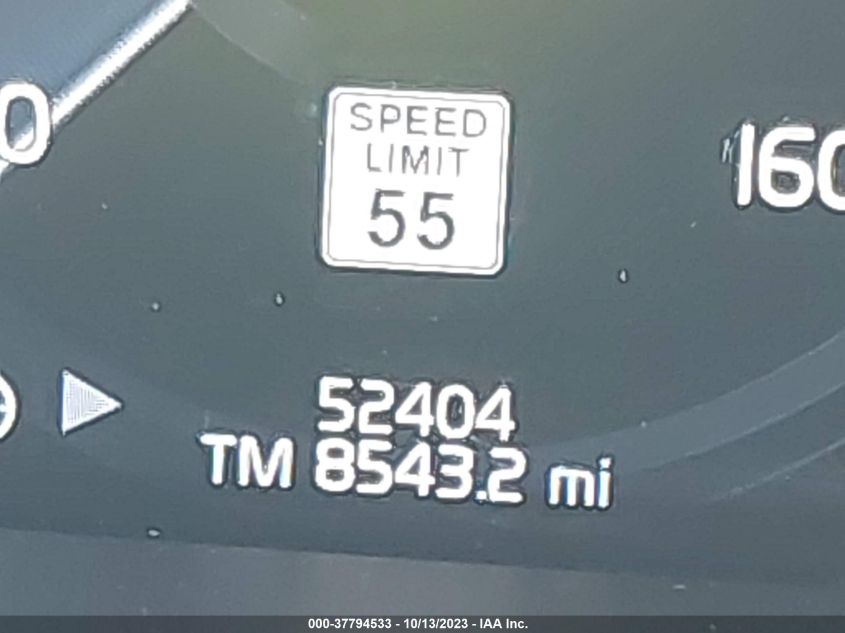 SPEED
LIMIT
55
160
52404
TM 8543.2 mi
000-37794533 - 10/13/2023 - IAA Inc.